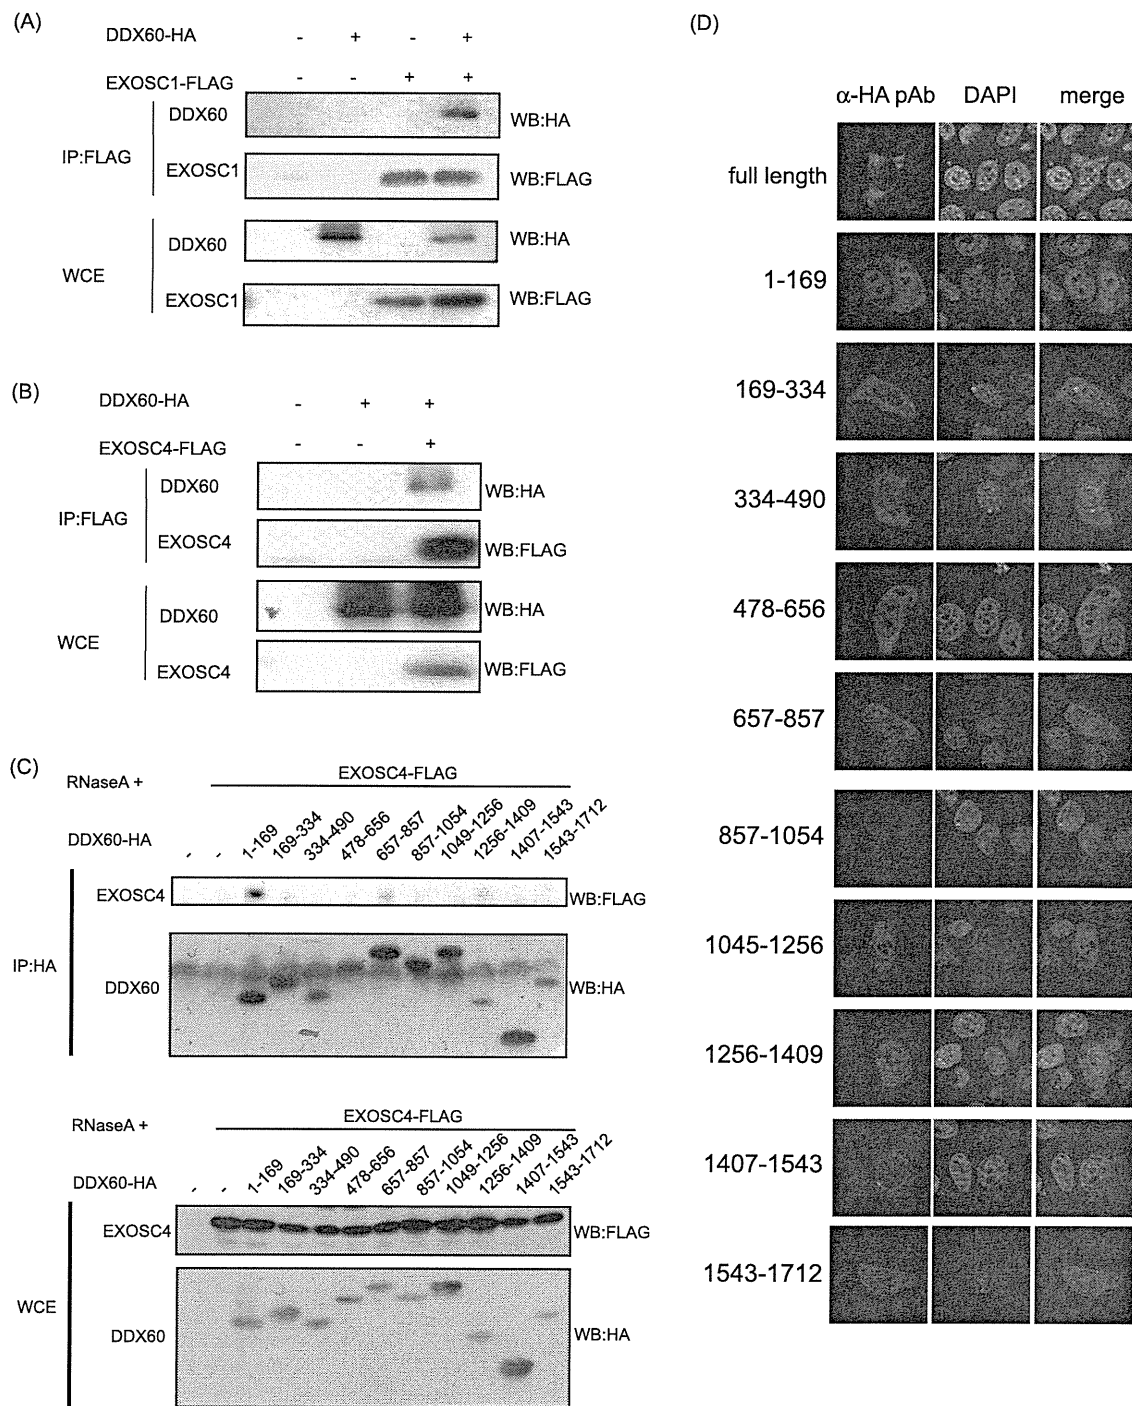 (A)
DDX60-HA - + - +
EXOSC1-FLAG - - + +
IP:FLAG
DDX60 WB:HA
EXOSC1 WB:FLAG
WCE
DDX60 WB:HA
EXOSC1 WB:FLAG
(B)
DDX60-HA - + +
EXOSC4-FLAG - - +
IP:FLAG
DDX60 WB:HA
EXOSC4 WB:FLAG
WCE
DDX60 WB:HA
EXOSC4 WB:FLAG
(C)
RNaseA + EXOSC4-FLAG
DDX60-HA - - 1-169 169-334 334-490 478-656 657-857 857-1054 1049-1256 1256-1409 1407-1543 1543-1712
IP:HA
EXOSC4 WB:FLAG
DDX60 WB:HA
RNaseA + EXOSC4-FLAG
DDX60-HA - - 1-169 169-334 334-490 478-656 657-857 857-1054 1049-1256 1256-1409 1407-1543 1543-1712
WCE
EXOSC4 WB:FLAG
DDX60 WB:HA
(D)
α-HA pAb DAPI merge
full length
1-169
169-334
334-490
478-656
657-857
857-1054
1045-1256
1256-1409
1407-1543
1543-1712